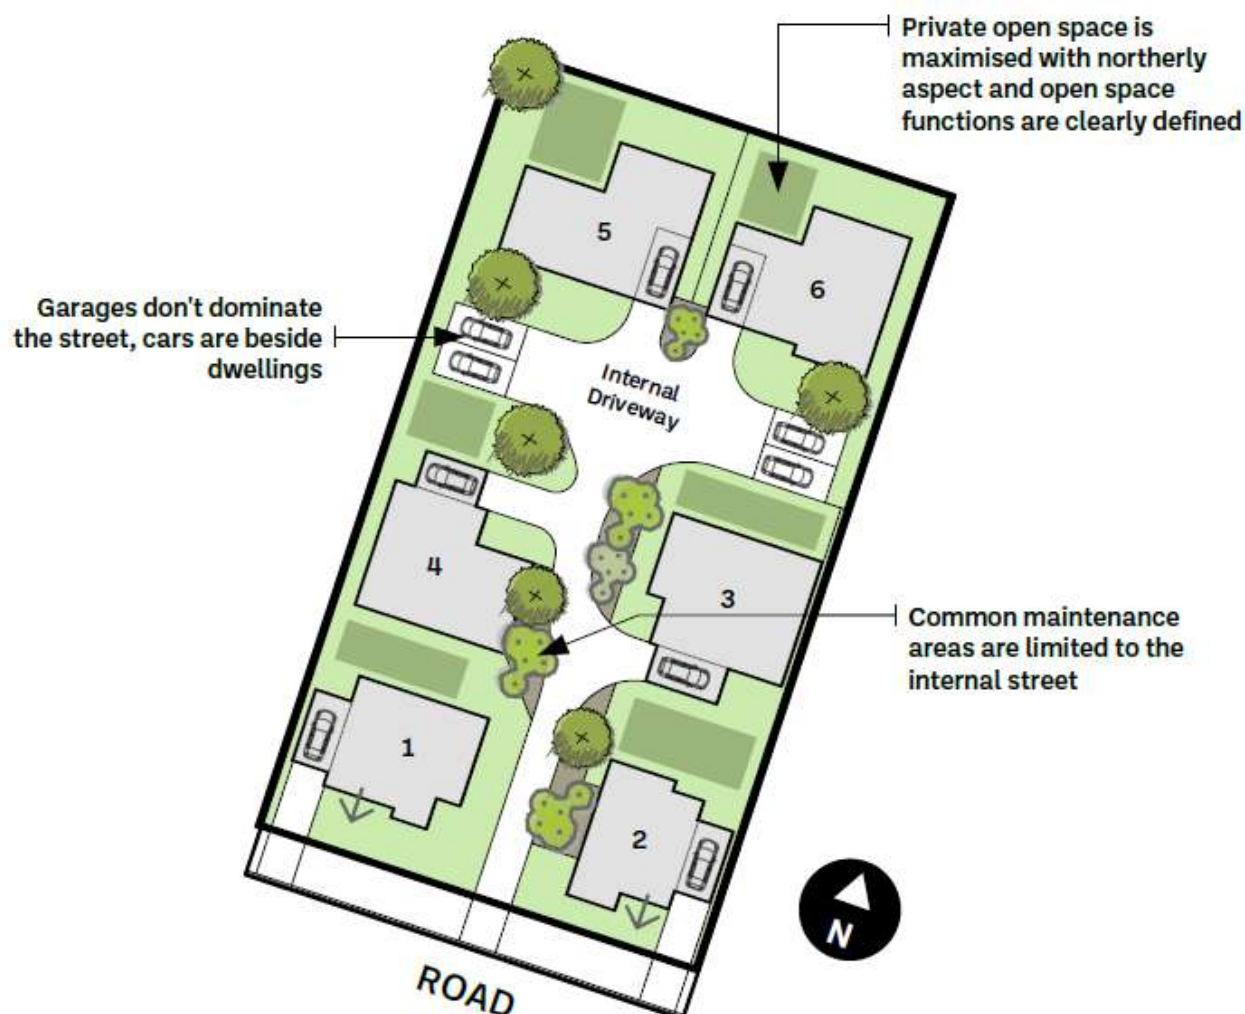 Private open space is
maximised with northerly
aspect and open space
functions are clearly defined
5
6
Garages don't dominate
the street, cars are beside
dwellings
Internal
Driveway
4
3
Common maintenance
areas are limited to the
internal street
1
2
N
ROAD